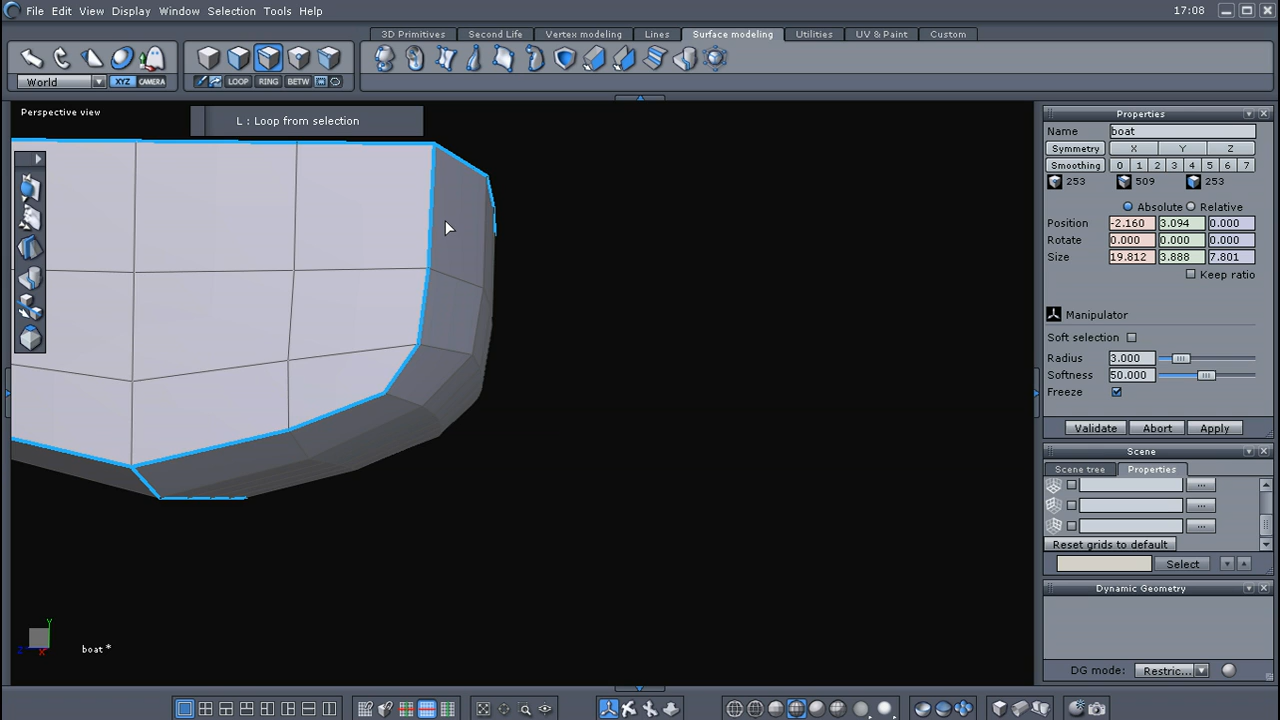 File Edit View Display Window Selection Tools Help 17:08
3D Primitives Second Life Vertex modeling Lines Surface modeling Utilities UV & Paint Custom
World XYZ CAMERA LOOP RING BETW
Perspective view
L : Loop from selection
Properties
Name boat
Symmetry X Y Z
Smoothing 0 1 2 3 4 5 6 7
253 509 253
Absolute Relative
Position -2.160 3.094 0.000
Rotate 0.000 0.000 0.000
Size 19.812 3.888 7.801
Keep ratio
Manipulator
Soft selection
Radius 3.000
Softness 50.000
Freeze
Validate Abort Apply
Scene
Scene tree Properties
...
...
...
Reset grids to default
Select
Dynamic Geometry
DG mode: Restric...
Y
Z X
boat *